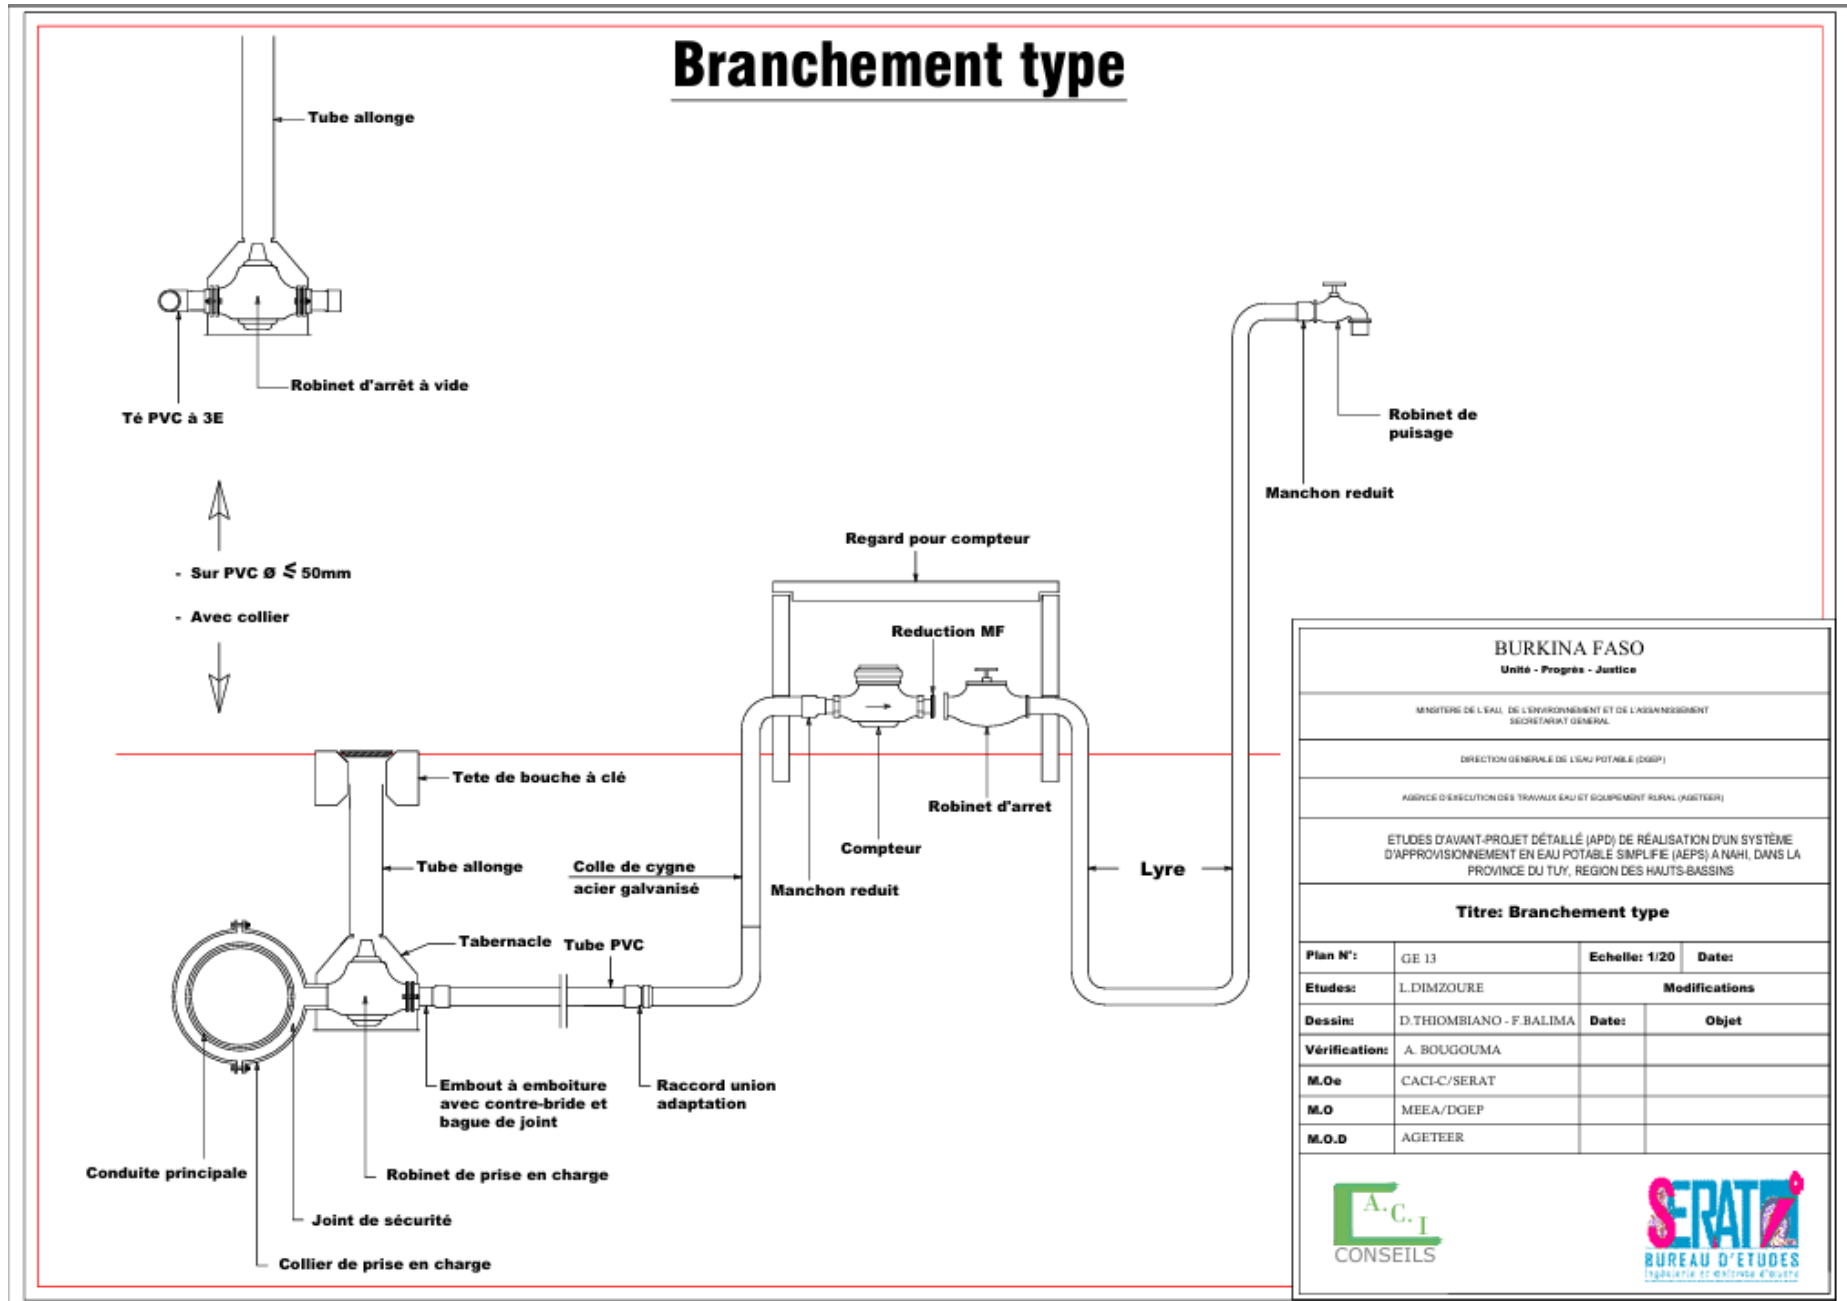 Branchement type
Tube allonge
Robinet d'arrêt à vide
Té PVC à 3E
- Sur PVC Ø ≤ 50mm
- Avec collier
Robinet de
puisage
Manchon reduit
Regard pour compteur
Reduction MF
Tete de bouche à clé
Robinet d'arret
Compteur
Tube allonge
Colle de cygne
acier galvanisé
Manchon reduit
Lyre
Tabernacle
Tube PVC
Embout à emboiture
avec contre-bride et
bague de joint
Raccord union
adaptation
Conduite principale
Robinet de prise en charge
Joint de sécurité
Collier de prise en charge
BURKINA FASO
Unité - Progrès - Justice
MINSITERE DE L'EAU, DE L'ENVIRONNEMENT ET DE L'ASSAINISSEMENT
SECRETARIAT GENERAL
DIRECTION GENERALE DE L'EAU POTABLE (DGEP)
AGENCE D'EXECUTION DES TRAVAUX EAU ET EQUIPEMENT RURAL (AGETEER)
ETUDES D'AVANT-PROJET DÉTAILLÉ (APD) DE RÉALISATION D'UN SYSTÈME
D'APPROVISIONNEMENT EN EAU POTABLE SIMPLIFIE (AEPS) A NAHI, DANS LA
PROVINCE DU TUY, REGION DES HAUTS-BASSINS
Titre: Branchement type
Plan N°: GE 13 Echelle: 1/20 Date:
Etudes: L.DIMZOURE Modifications
Dessin: D.THIOMBIANO - F.BALIMA Date: Objet
Vérification: A. BOUGOUMA
M.Oe CACI-C/SERAT
M.O MEEA/DGEP
M.O.D AGETEER
A.C.I
CONSEILS
SERAT
BUREAU D'ETUDES
Ingénierie et maîtrise d'œuvre